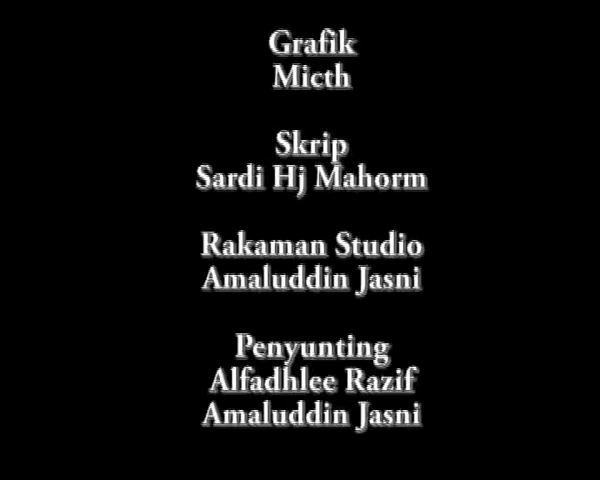 Grafik
Micth
Skrip
Sardi Hj Mahorm
Rakaman Studio
Amaluddin Jasni
Penyunting
Alfadhlee Razif
Amaluddin Jasni